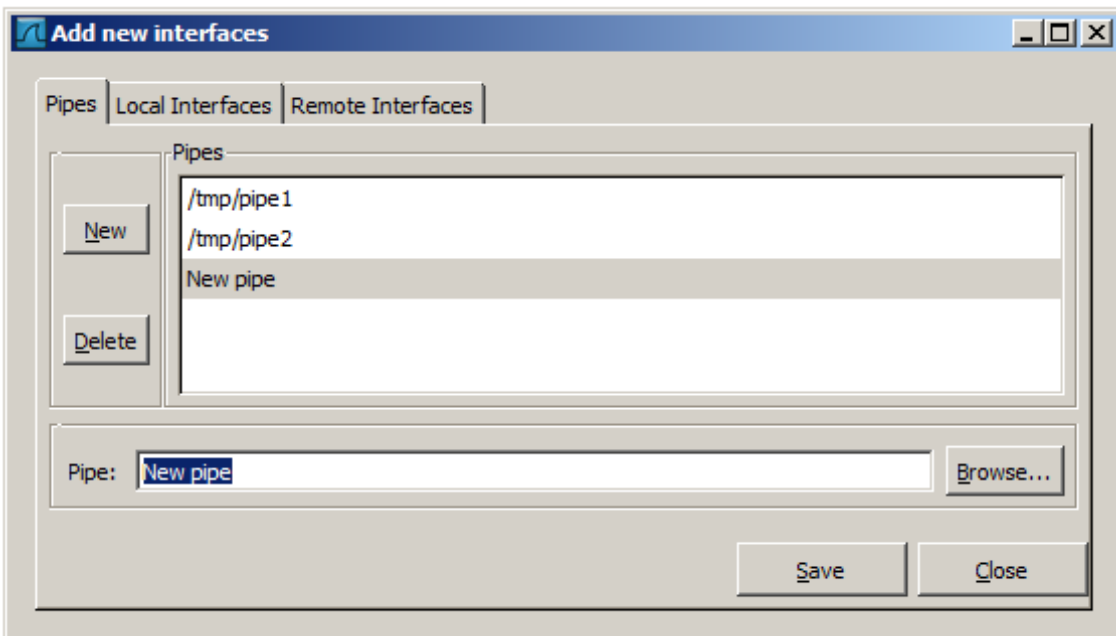 Add new interfaces
Pipes Local Interfaces Remote Interfaces
Pipes
/tmp/pipe1
/tmp/pipe2
New pipe
New
Delete
Pipe: New pipe Browse...
Save Close